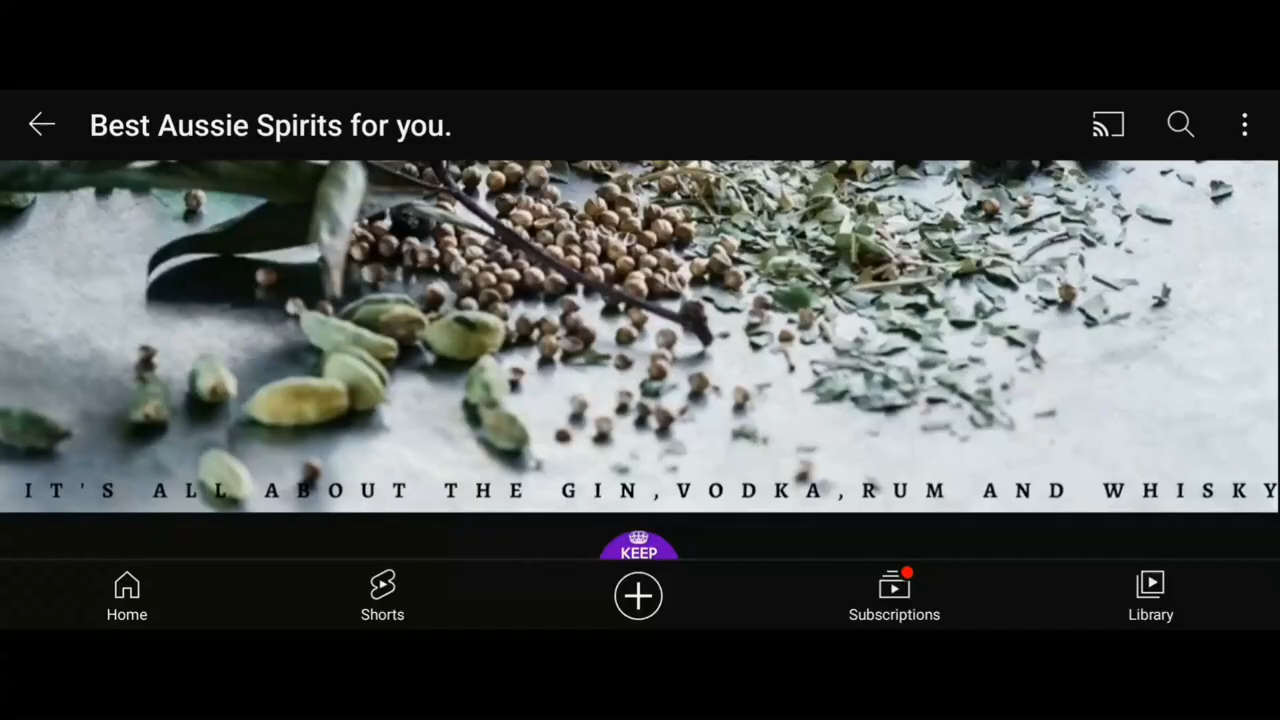 Best Aussie Spirits for you.
IT'S ALL ABOUT THE GIN,VODKA,RUM AND WHISKY
KEEP
Home
Shorts
Subscriptions
Library